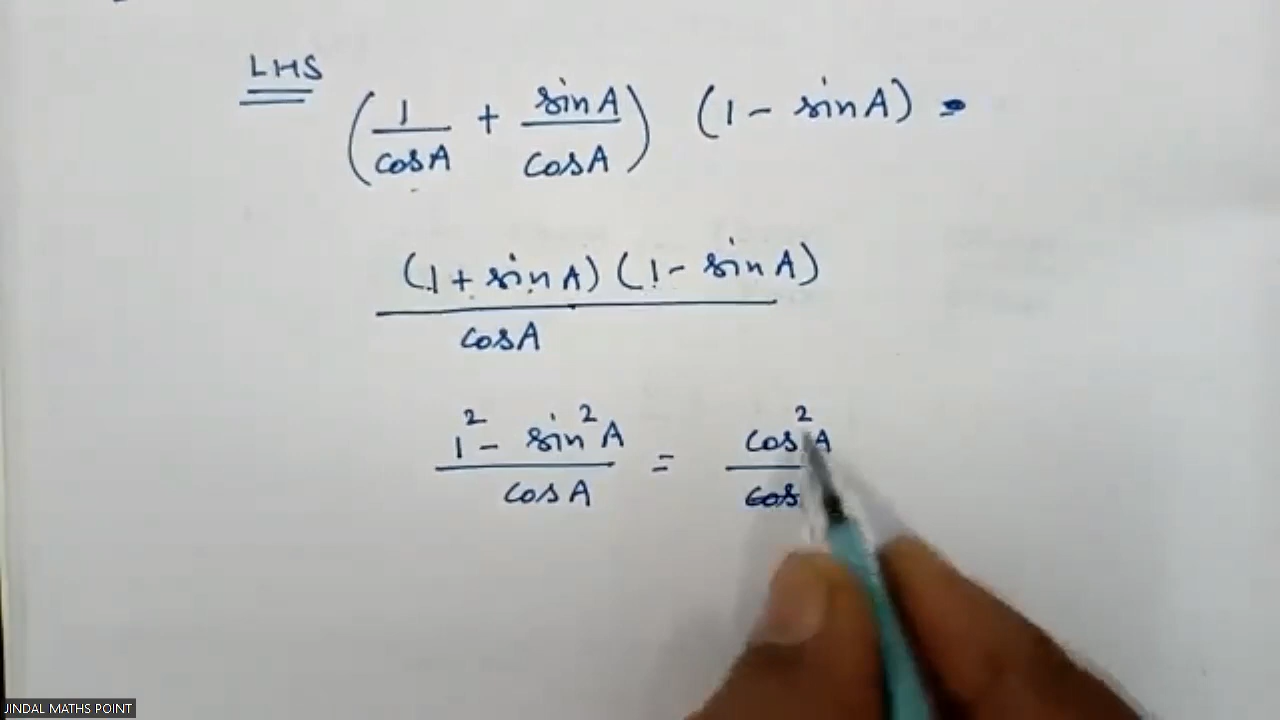 LHS
(1/cosA + sinA/cosA) (1 - sinA) =
(1 + sinA)(1 - sinA)
cosA
1² - sin²A / cosA = cos²A / cos
JINDAL MATHS POINT